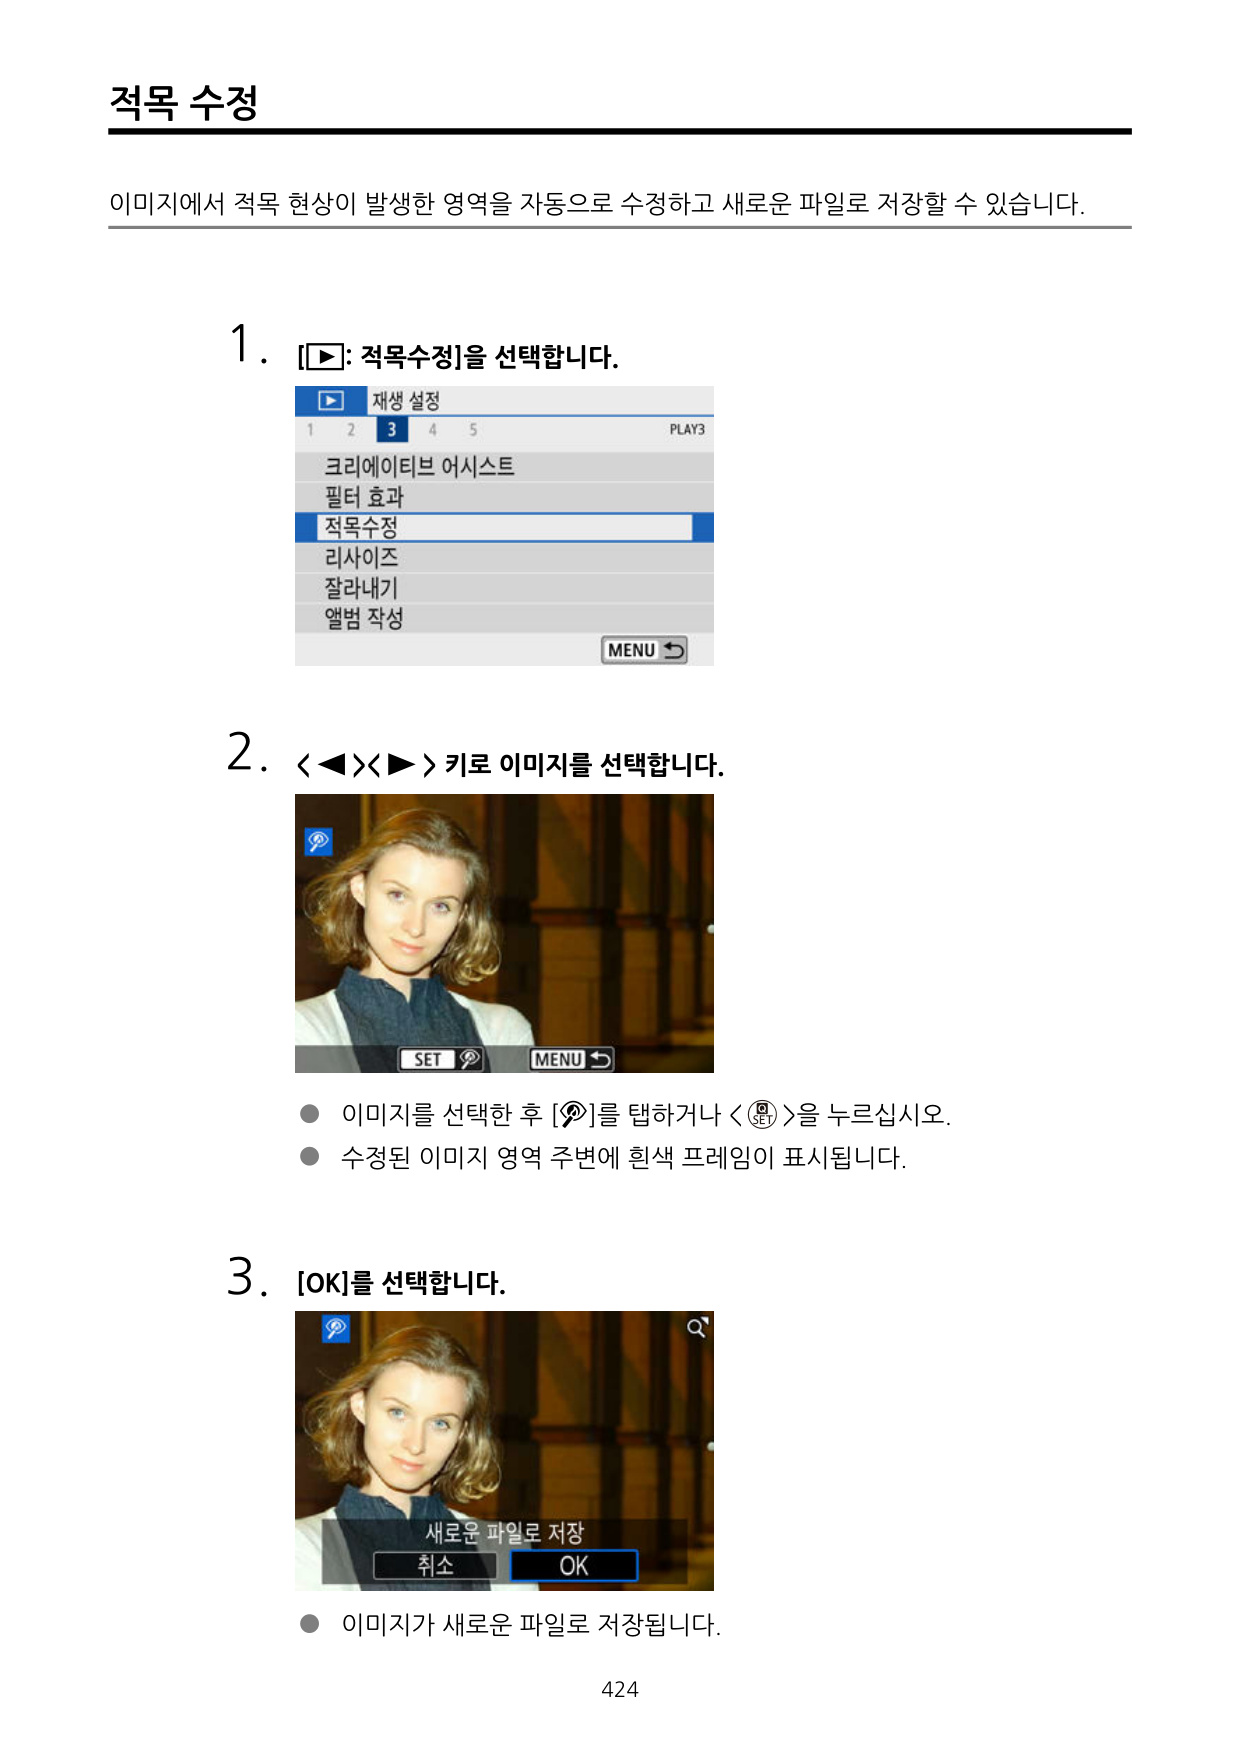 적목 수정
이미지에서 적목 현상이 발생한 영역을 자동으로 수정하고 새로운 파일로 저장할 수 있습니다.
1. [▶: 적목수정]을 선택합니다.
재생 설정
1 2 3 4 5 PLAY3
크리에이티브 어시스트
필터 효과
적목수정
리사이즈
잘라내기
앨범 작성
MENU
2. <◀><▶> 키로 이미지를 선택합니다.
SET MENU
● 이미지를 선택한 후 []를 탭하거나 <Q SET>을 누르십시오.
● 수정된 이미지 영역 주변에 흰색 프레임이 표시됩니다.
3. [OK]를 선택합니다.
새로운 파일로 저장
취소 OK
● 이미지가 새로운 파일로 저장됩니다.
424